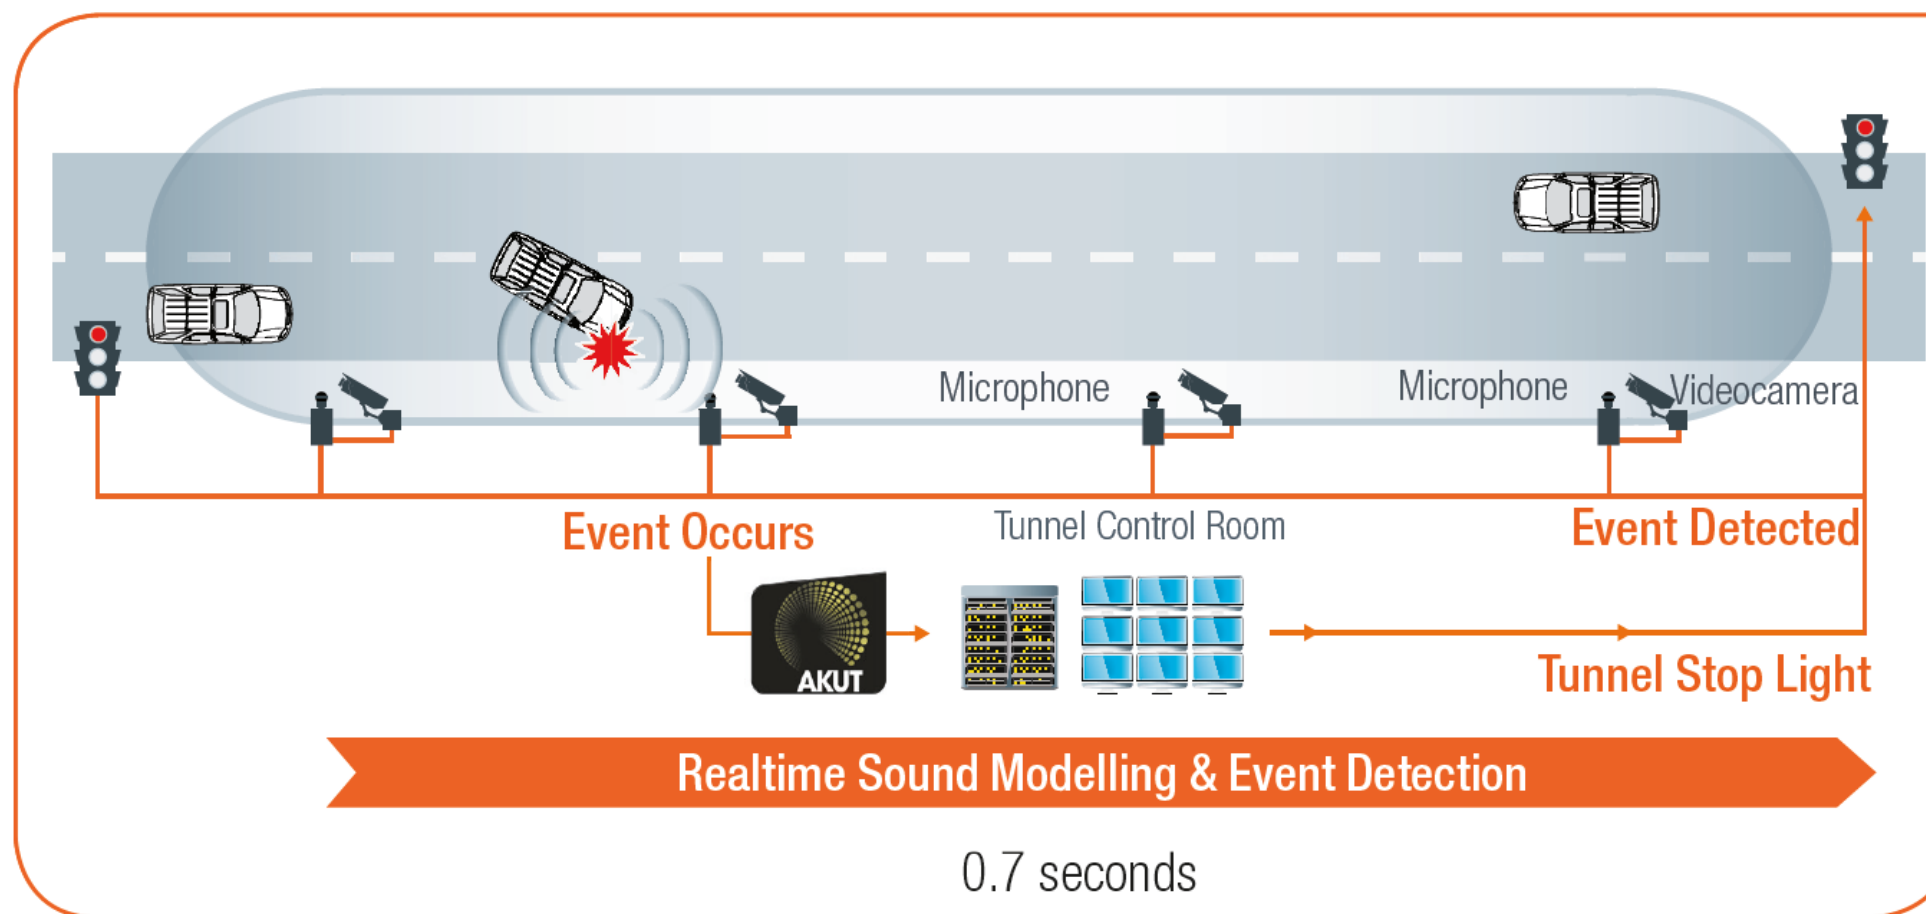 Microphone
Microphone
Videocamera
Event Occurs
Tunnel Control Room
Event Detected
AKUT
Tunnel Stop Light
Realtime Sound Modelling & Event Detection
0.7 seconds